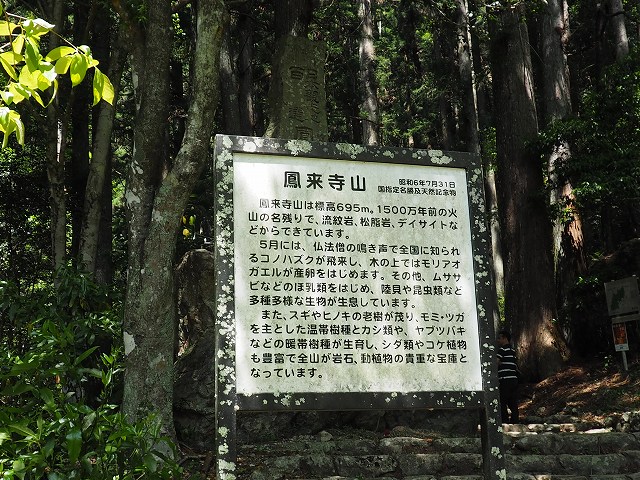 鳳来寺山
昭和6年7月31日
国指定名勝及天然記念物
鳳来寺山は標高695m。1500万年前の火
山の名残りで、流紋岩、松脂岩、デイサイトな
どからできています。
5月には、仏法僧の鳴き声で全国に知られ
るコノハズクが飛来し、木の上ではモリアオ
ガエルが産卵をはじめます。その他、ムササ
ビなどのほ乳類をはじめ、陸貝や昆虫類など
多種多様な生物が生息しています。
また、スギやヒノキの老樹が茂り、モミ・ツガ
を主とした温帯樹種とカシ類や、ヤブツバキ
などの暖帯樹種が生育し、シダ類やコケ植物
も豊富で全山が岩石、動植物の貴重な宝庫と
なっています。